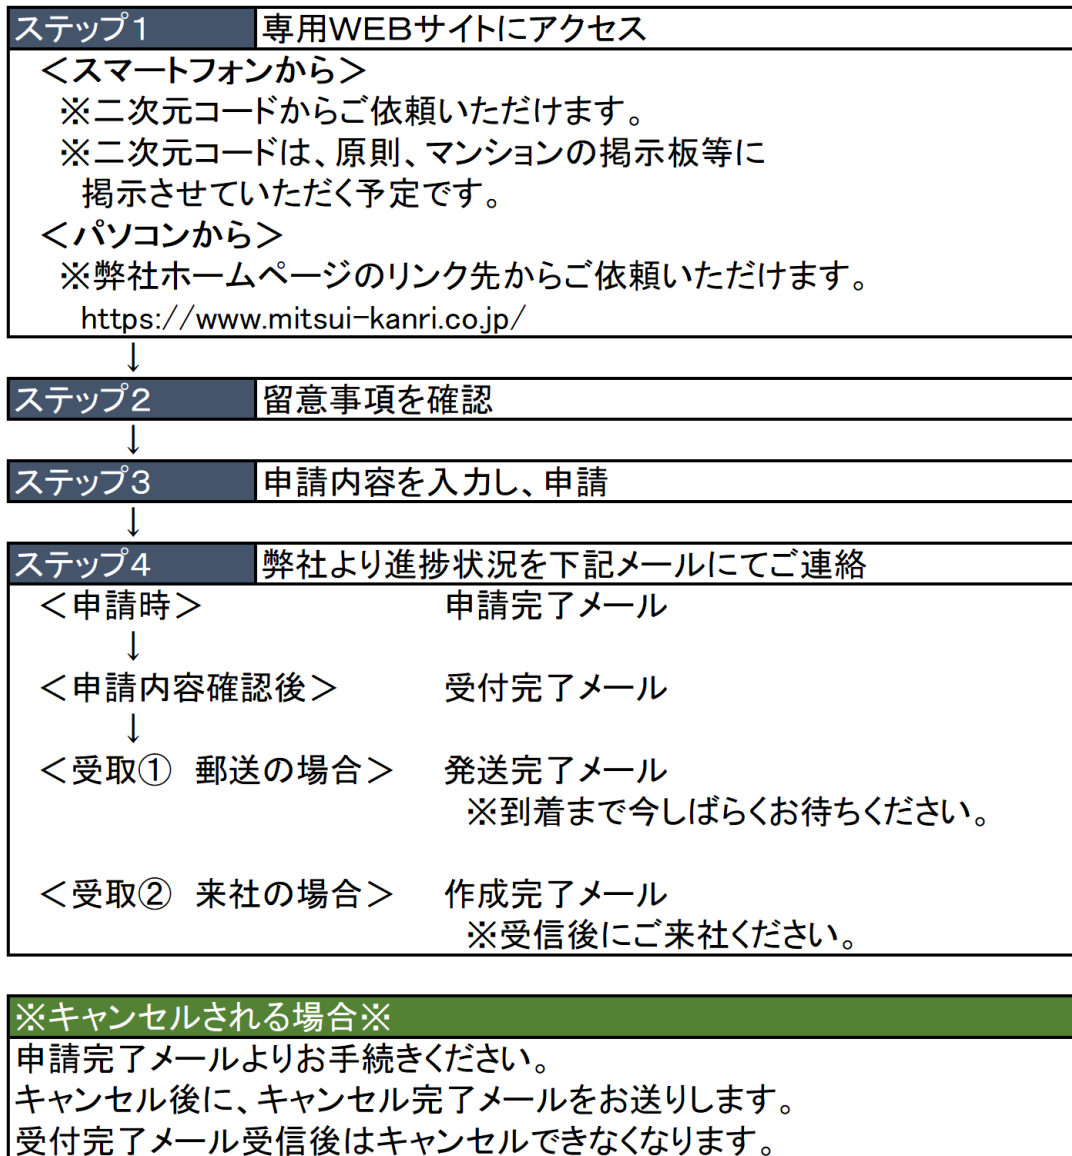 ステップ１ 専用ＷＥＢサイトにアクセス
＜スマートフォンから＞
※二次元コードからご依頼いただけます。
※二次元コードは、原則、マンションの掲示板等に
掲示させていただく予定です。
＜パソコンから＞
※弊社ホームページのリンク先からご依頼いただけます。
https://www.mitsui-kanri.co.jp/
↓
ステップ２ 留意事項を確認
↓
ステップ３ 申請内容を入力し、申請
↓
ステップ４ 弊社より進捗状況を下記メールにてご連絡
＜申請時＞ 申請完了メール
↓
＜申請内容確認後＞ 受付完了メール
↓
＜受取① 郵送の場合＞ 発送完了メール
※到着まで今しばらくお待ちください。
＜受取② 来社の場合＞ 作成完了メール
※受信後にご来社ください。
※キャンセルされる場合※
申請完了メールよりお手続きください。
キャンセル後に、キャンセル完了メールをお送りします。
受付完了メール受信後はキャンセルできなくなります。